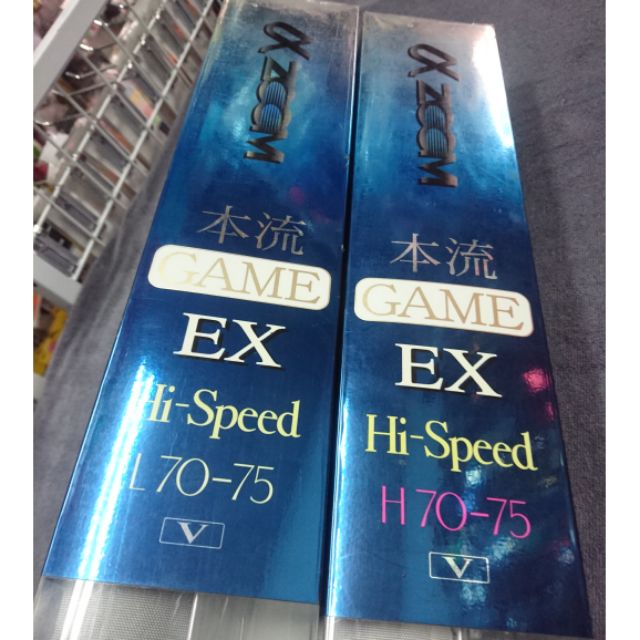 α ZOOM
本流
GAME
EX
Hi-Speed
L 70-75
V
α ZOOM
本流
GAME
EX
Hi-Speed
H 70-75
V